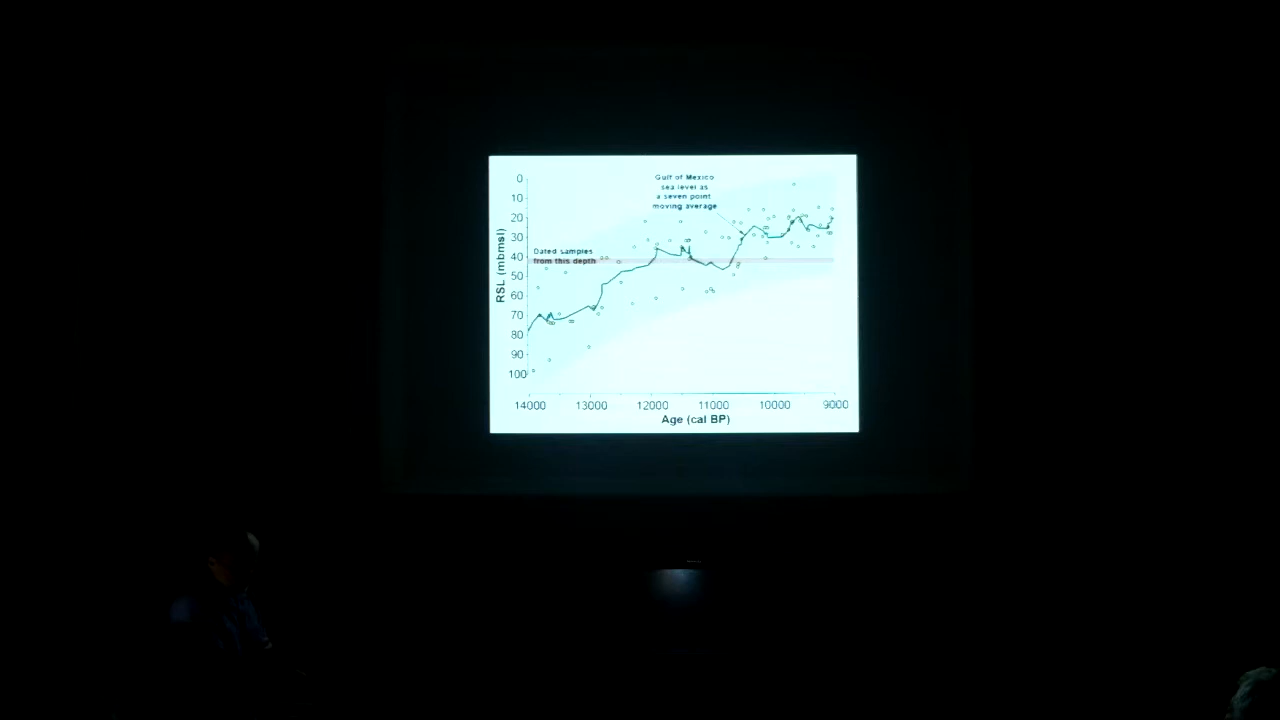 Gulf of Mexico
sea level as
a seven point
moving average
Dated samples
from this depth
RSL (mbmsl)
0
10
20
30
40
50
60
70
80
90
100
14000 13000 12000 11000 10000 9000
Age (cal BP)